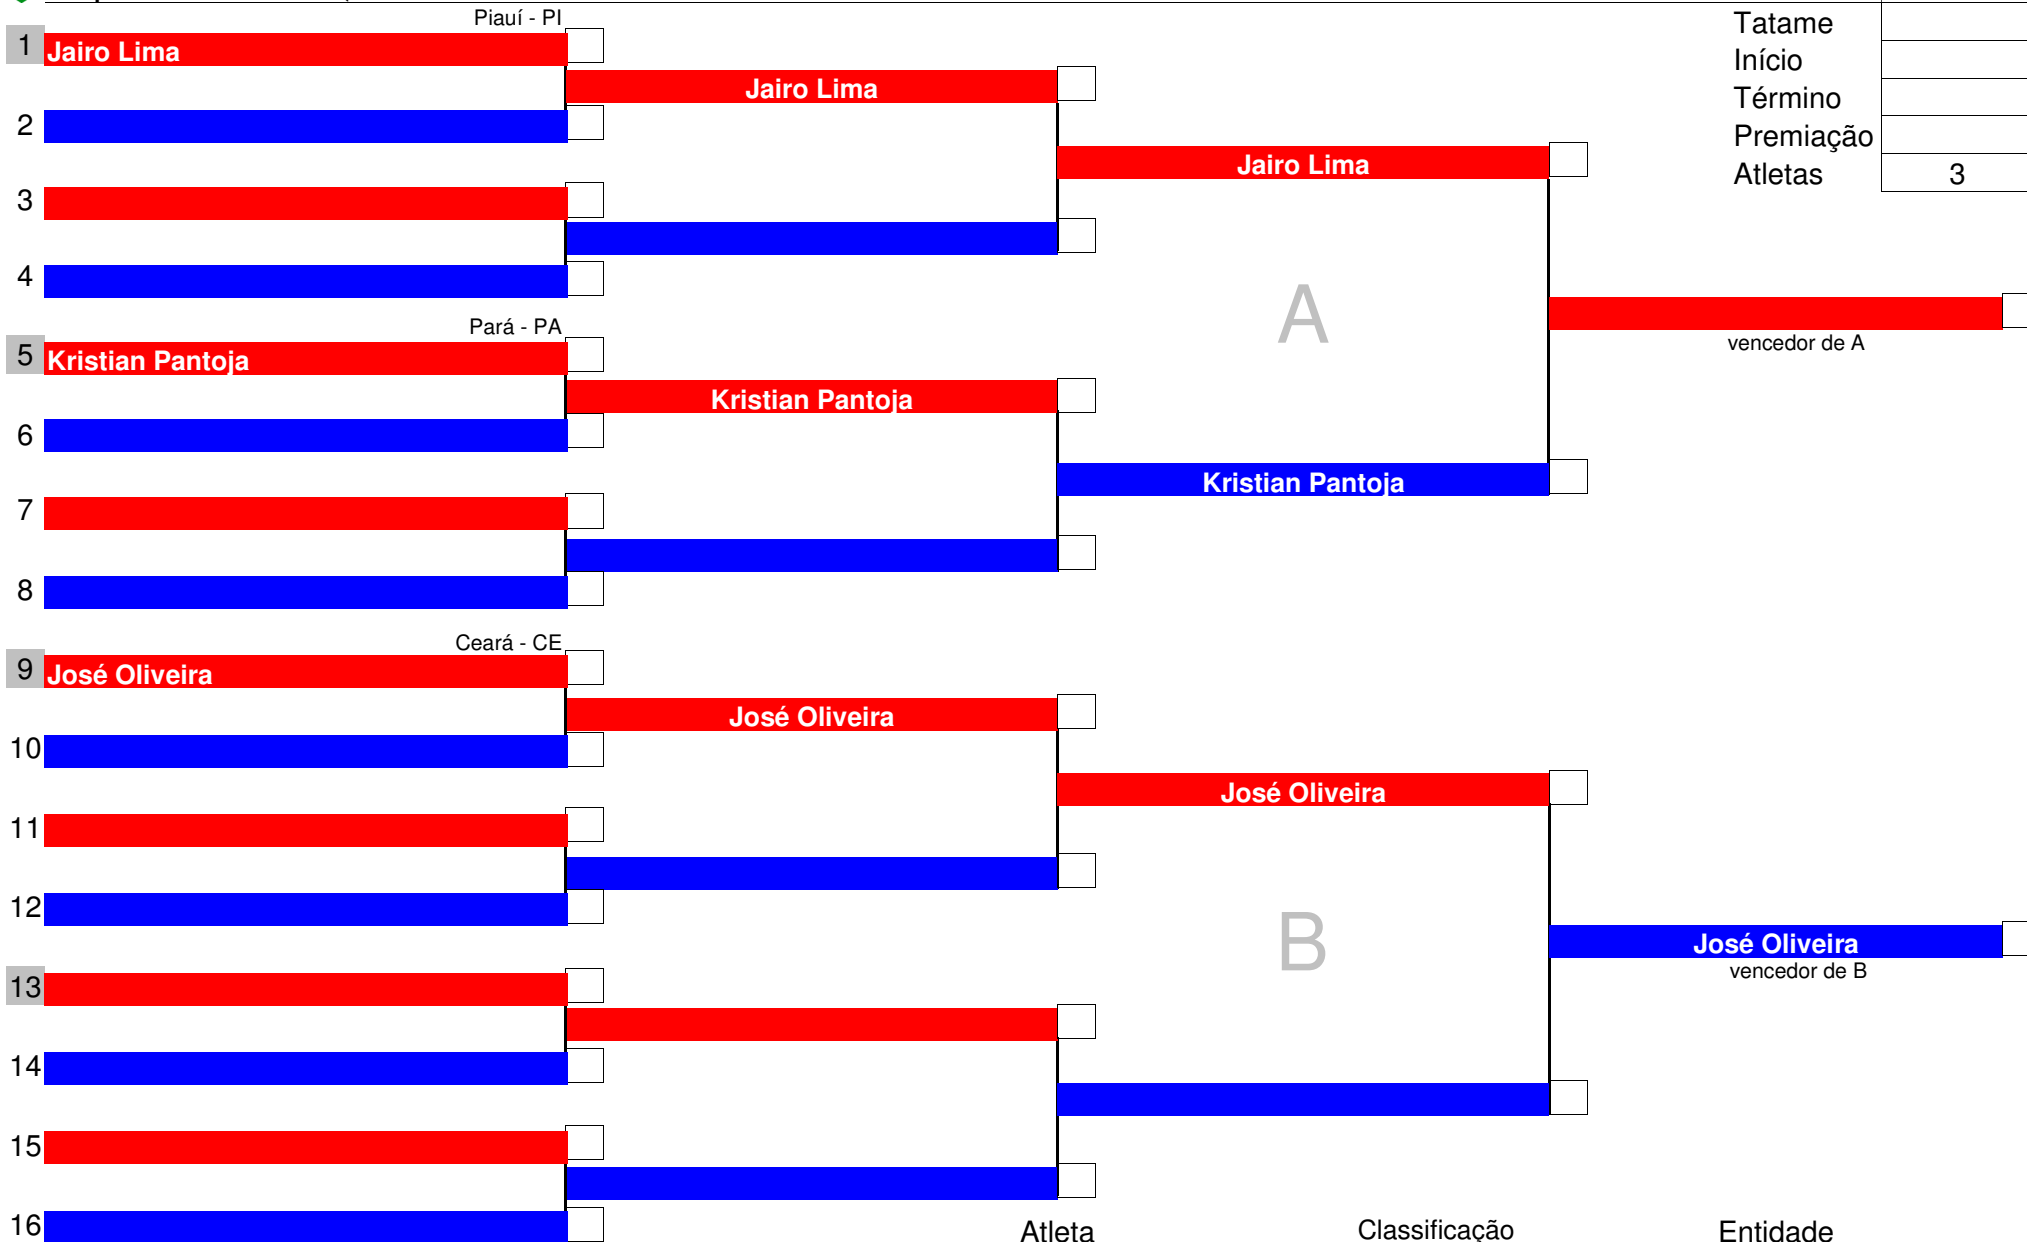 Piauí - PI
Tatame
1 Jairo Lima
Início
Jairo Lima
Término
2
Premiação
Jairo Lima
Atletas 3
3
4
A
Pará - PA
vencedor de A
5 Kristian Pantoja
Kristian Pantoja
6
Kristian Pantoja
7
8
Ceará - CE
9 José Oliveira
José Oliveira
10
José Oliveira
11
12
B
José Oliveira
vencedor de B
13
14
15
16
Atleta Classificação Entidade